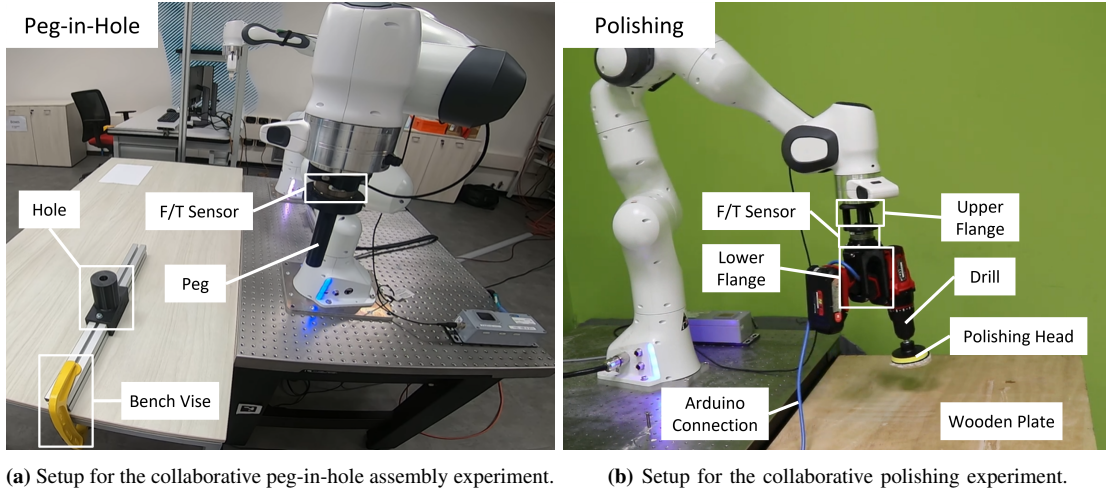 Peg-in-Hole
Hole
F/T Sensor
Peg
Bench Vise
Polishing
F/T Sensor
Upper
Flange
Lower
Flange
Drill
Polishing Head
Arduino
Connection
Wooden Plate
(a) Setup for the collaborative peg-in-hole assembly experiment.
(b) Setup for the collaborative polishing experiment.